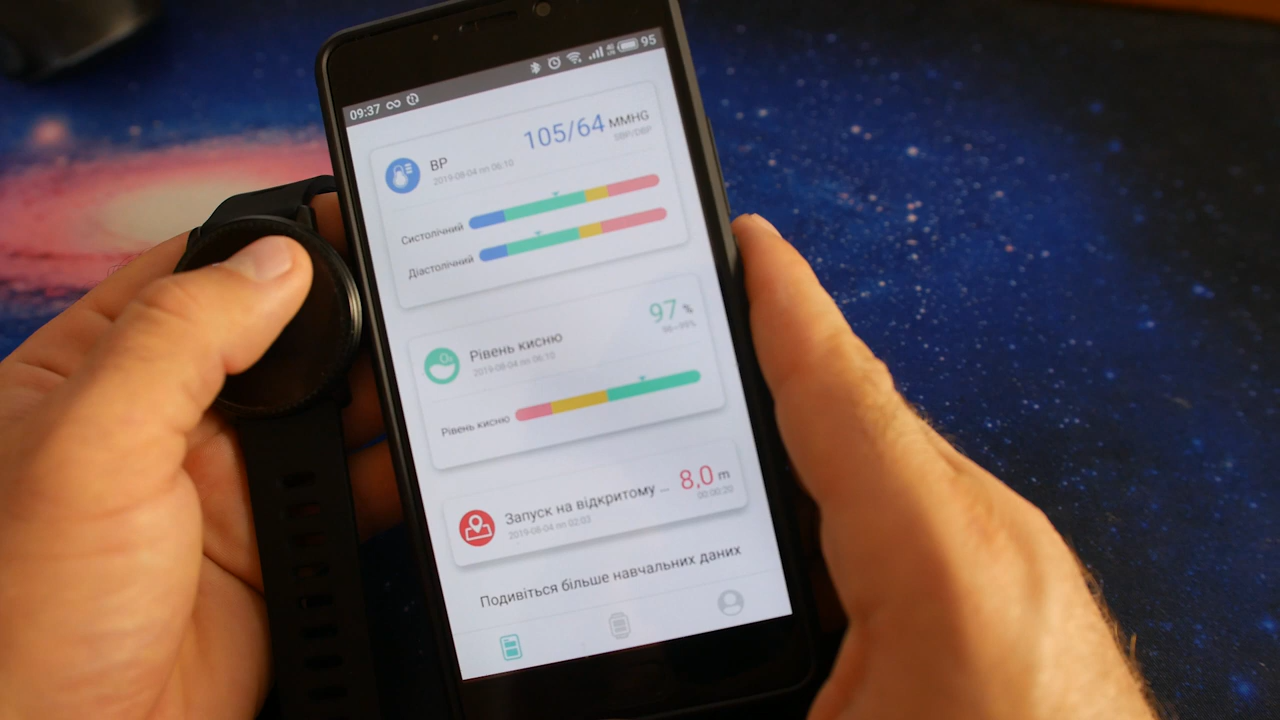 09:37
95
BP
105/64 MMHG
2019-08-04 пп 06:10
SBP/DBP
Систолічний
Діастолічний
Рівень кисню
97 %
2019-08-04 пп 06:10
96~99%
Рівень кисню
Запуск на відкритому ...
8,0 m
2019-08-04 пп 02:03
00:00:20
Подивіться більше навчальних даних